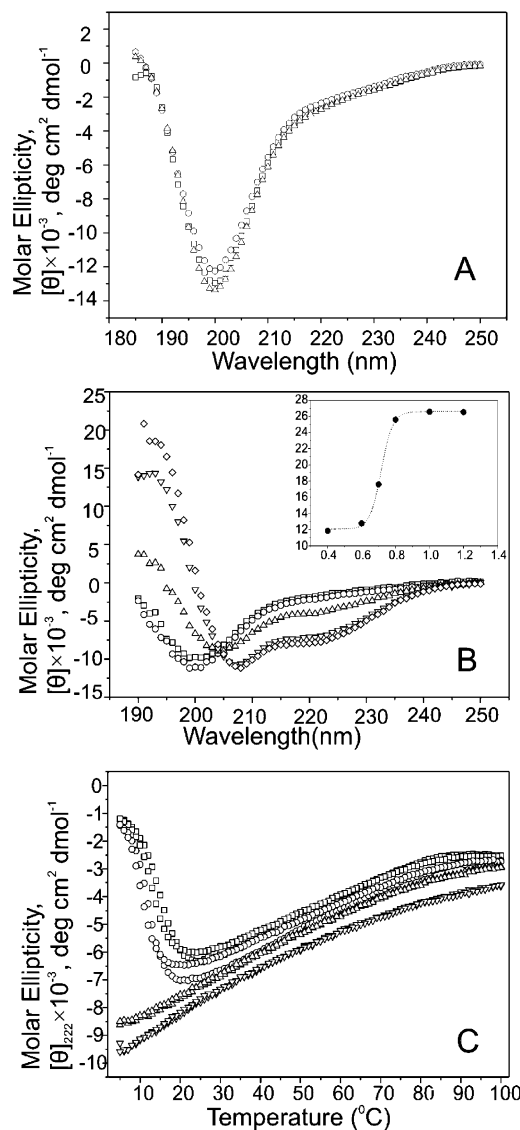 2
0
-2
-4
-6
-8
-10
-12
-14
Molar Ellipticity,
[θ]×10⁻³, deg cm² dmol⁻¹
A
180 190 200 210 220 230 240 250
Wavelength (nm)
25
20
15
10
5
0
-5
-10
-15
Molar Ellipticity,
[θ]×10⁻³, deg cm² dmol⁻¹
28
26
24
22
20
18
16
14
12
0.4 0.6 0.8 1.0 1.2 1.4
B
190 200 210 220 230 240 250
Wavelength(nm)
0
-1
-2
-3
-4
-5
-6
-7
-8
-9
-10
Molar Ellipticity,
[θ]₂₂₂×10⁻³, deg cm² dmol⁻¹
C
10 20 30 40 50 60 70 80 90 100
Temperature (⁰C)